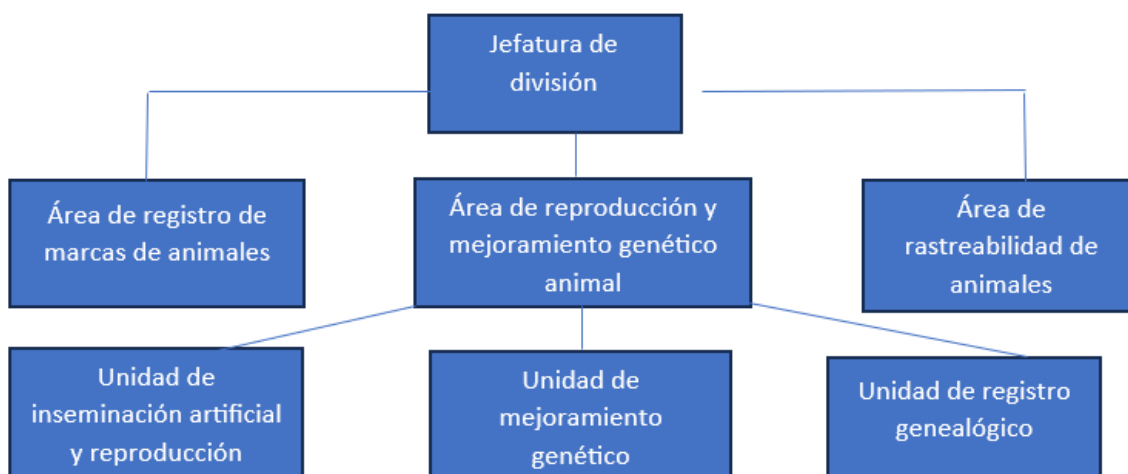 Jefatura de
división
Área de registro de
marcas de animales
Área de reproducción y
mejoramiento genético
animal
Área de
rastreabilidad de
animales
Unidad de
inseminación artificial
y reproducción
Unidad de
mejoramiento
genético
Unidad de registro
genealógico